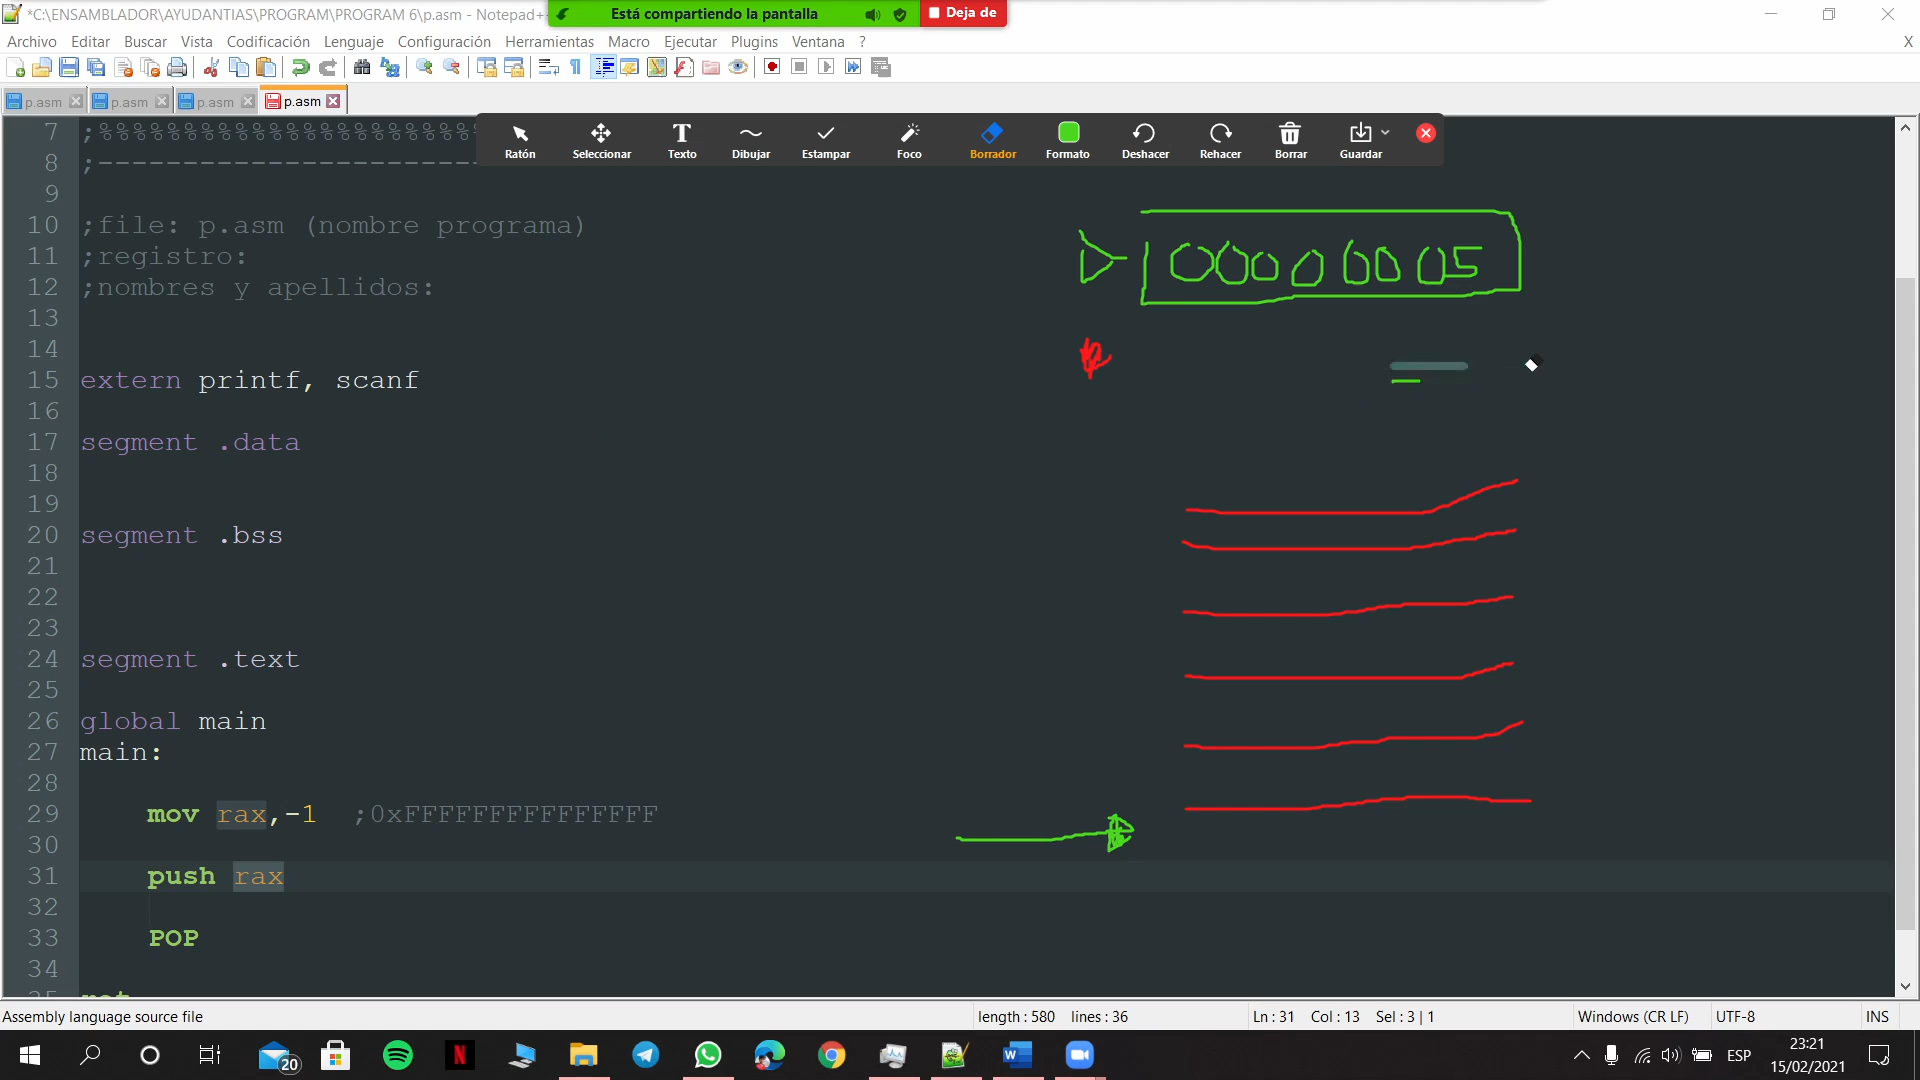 *C:\ENSAMBLADOR\AYUDANTIAS\PROGRAM\PROGRAM 6\p.asm - Notepad+
Está compartiendo la pantalla
Deja de
Archivo Editar Buscar Vista Codificación Lenguaje Configuración Herramientas Macro Ejecutar Plugins Ventana ? X
p.asm p.asm p.asm p.asm
Ratón Seleccionar Texto Dibujar Estampar Foco Borrador Formato Deshacer Rehacer Borrar Guardar
7 ;%%%%%%%%%%%%%%%%%%%%%%%
8 ;-----------------------
9
10 ;file: p.asm (nombre programa)
11 ;registro:
12 ;nombres y apellidos:
13
14
15 extern printf, scanf
16
17 segment .data
18
19
20 segment .bss
21
22
23
24 segment .text
25
26 global main
27 main:
28
29 mov rax,-1 ;0xFFFFFFFFFFFFFFFF
30
31 push rax
32
33 POP
34
35 ret
Assembly language source file length : 580 lines : 36 Ln : 31 Col : 13 Sel : 3 | 1 Windows (CR LF) UTF-8 INS
20
ESP
23:21
15/02/2021